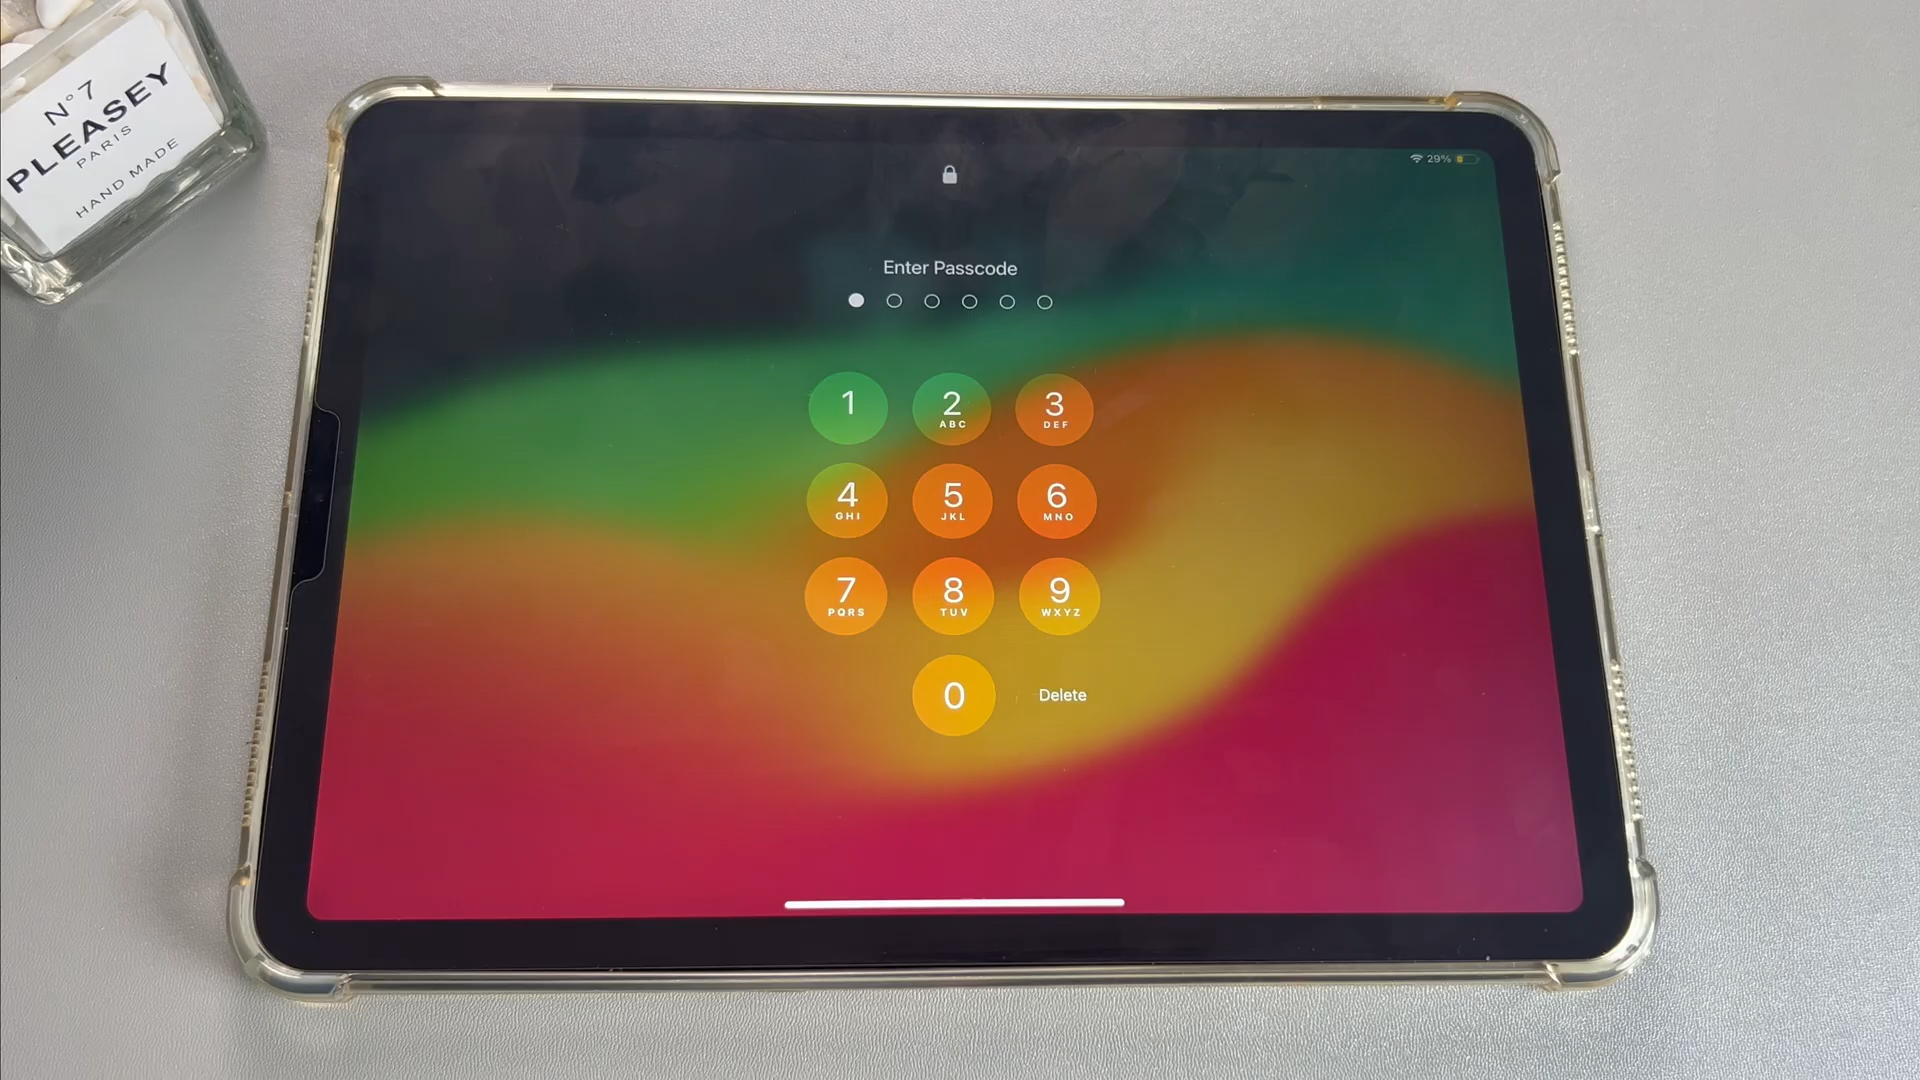 N°7
PLEASEY
PARIS
HAND MADE
29%
Enter Passcode
1
2
ABC
3
DEF
4
GHI
5
JKL
6
MNO
7
PQRS
8
TUV
9
WXYZ
0
Delete